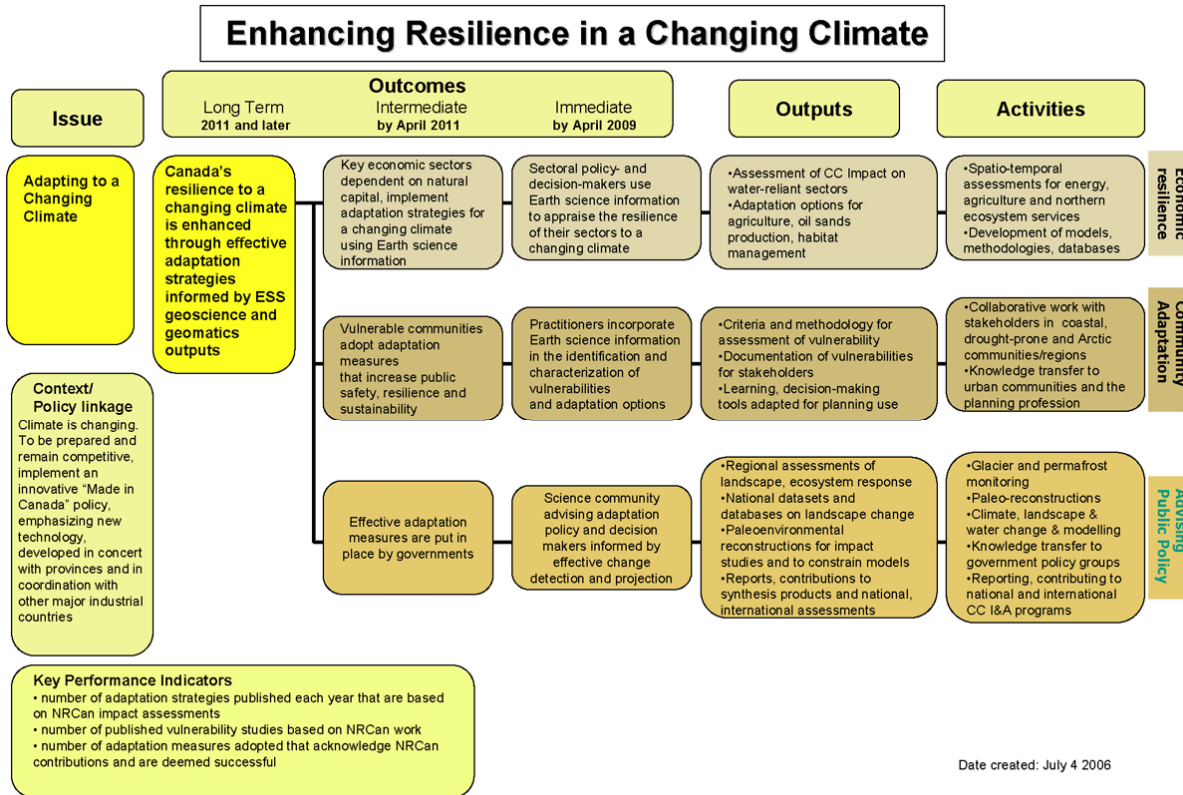 Enhancing Resilience in a Changing Climate
Issue
Outcomes
Long Term
2011 and later
Intermediate
by April 2011
Immediate
by April 2009
Outputs
Activities
Adapting to a
Changing
Climate
Canada's
resilience to a
changing climate
is enhanced
through effective
adaptation
strategies
informed by ESS
geoscience and
geomatics
outputs
Key economic sectors
dependent on natural
capital, implement
adaptation strategies for
a changing climate
using Earth science
information
Sectoral policy- and
decision-makers use
Earth science information
to appraise the resilience
of their sectors to a
changing climate
•Assessment of CC Impact on
water-reliant sectors
•Adaptation options for
agriculture, oil sands
production, habitat
management
•Spatio-temporal
assessments for energy,
agriculture and northern
ecosystem services
•Development of models,
methodologies, databases
Economic
resilience
Vulnerable communities
adopt adaptation
measures
that increase public
safety, resilience and
sustainability
Practitioners incorporate
Earth science information
in the identification and
characterization of
vulnerabilities
and adaptation options
•Criteria and methodology for
assessment of vulnerability
•Documentation of vulnerabilities
for stakeholders
•Learning, decision-making
tools adapted for planning use
•Collaborative work with
stakeholders in coastal,
drought-prone and Arctic
communities/regions
•Knowledge transfer to
urban communities and the
planning profession
Community
Adaptation
Context/
Policy linkage
Climate is changing.
To be prepared and
remain competitive,
implement an
innovative “Made in
Canada” policy,
emphasizing new
technology,
developed in concert
with provinces and in
coordination with
other major industrial
countries
Effective adaptation
measures are put in
place by governments
Science community
advising adaptation
policy and decision
makers informed by
effective change
detection and projection
•Regional assessments of
landscape, ecosystem response
•National datasets and
databases on landscape change
•Paleoenvironmental
reconstructions for impact
studies and to constrain models
•Reports, contributions to
synthesis products and national,
international assessments
•Glacier and permafrost
monitoring
•Paleo-reconstructions
•Climate, landscape &
water change & modelling
•Knowledge transfer to
government policy groups
•Reporting, contributing to
national and international
CC I&A programs
Advising
Public Policy
Key Performance Indicators
• number of adaptation strategies published each year that are based
on NRCan impact assessments
• number of published vulnerability studies based on NRCan work
• number of adaptation measures adopted that acknowledge NRCan
contributions and are deemed successful
Date created: July 4 2006